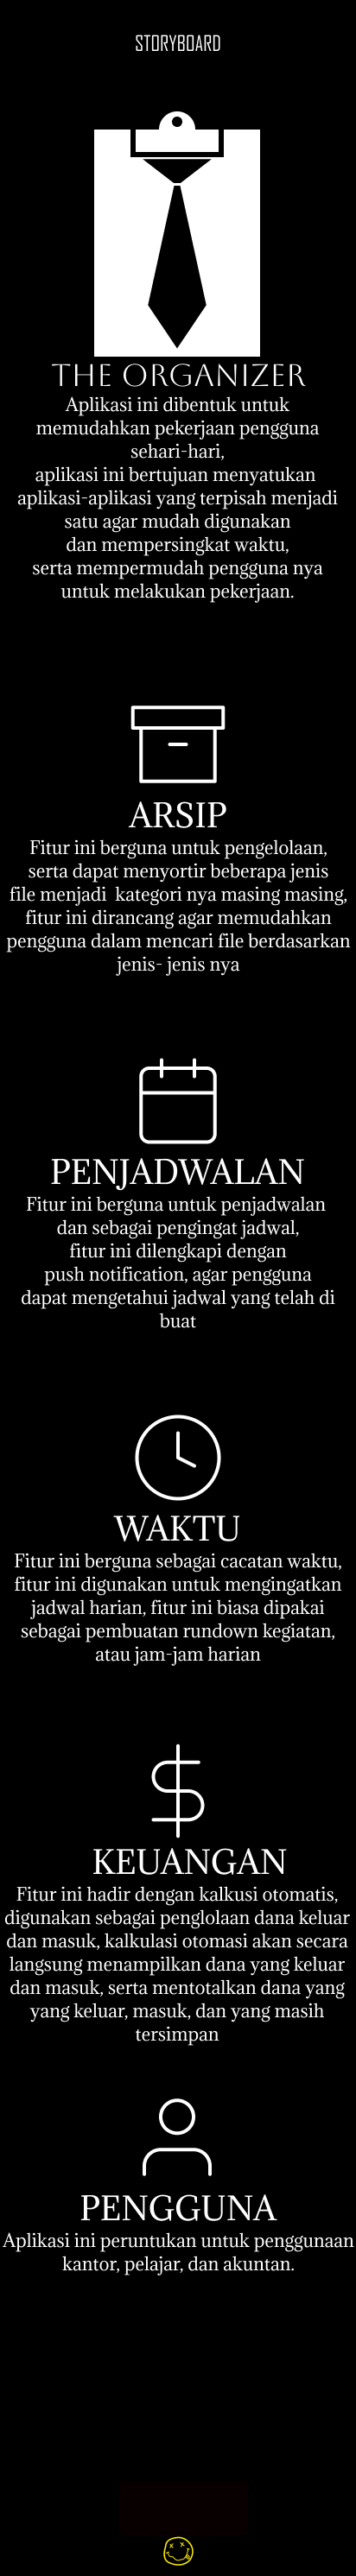 STORYBOARD
THE ORGANIZER
Aplikasi ini dibentuk untuk
memudahkan pekerjaan pengguna
sehari-hari,
aplikasi ini bertujuan menyatukan
aplikasi-aplikasi yang terpisah menjadi
satu agar mudah digunakan
dan mempersingkat waktu,
serta mempermudah pengguna nya
untuk melakukan pekerjaan.
ARSIP
Fitur ini berguna untuk pengelolaan,
serta dapat menyortir beberapa jenis
file menjadi  kategori nya masing masing,
fitur ini dirancang agar memudahkan
pengguna dalam mencari file berdasarkan
jenis- jenis nya
PENJADWALAN
Fitur ini berguna untuk penjadwalan
dan sebagai pengingat jadwal,
fitur ini dilengkapi dengan
push notification, agar pengguna
dapat mengetahui jadwal yang telah di
buat
WAKTU
Fitur ini berguna sebagai cacatan waktu,
fitur ini digunakan untuk mengingatkan
jadwal harian, fitur ini biasa dipakai
sebagai pembuatan rundown kegiatan,
atau jam-jam harian
KEUANGAN
Fitur ini hadir dengan kalkusi otomatis,
digunakan sebagai penglolaan dana keluar
dan masuk, kalkulasi otomasi akan secara
langsung menampilkan dana yang keluar
dan masuk, serta mentotalkan dana yang
yang keluar, masuk, dan yang masih
tersimpan
PENGGUNA
Aplikasi ini peruntukan untuk penggunaan
kantor, pelajar, dan akuntan.